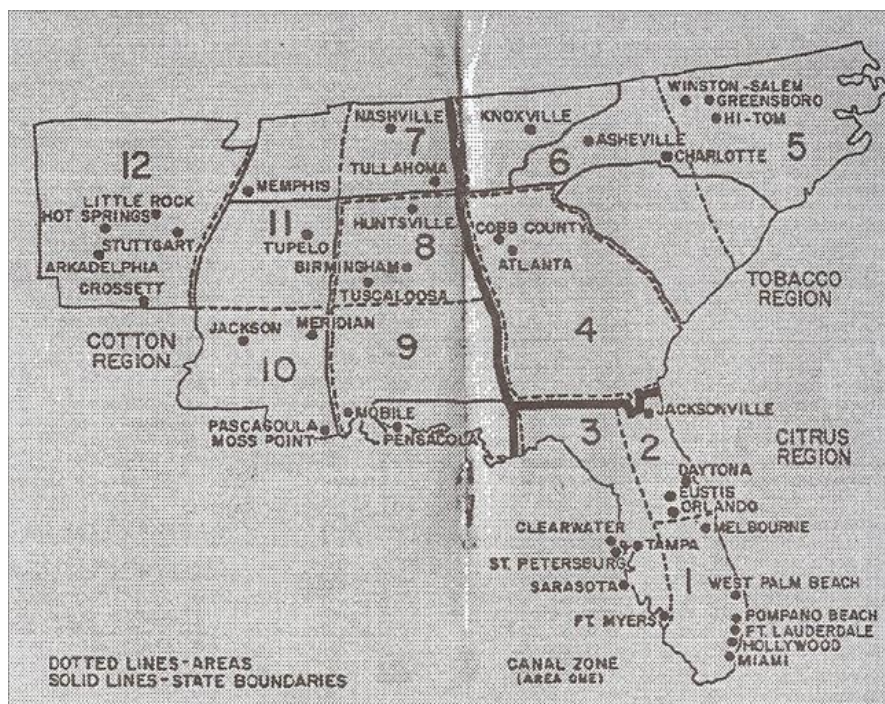 NASHVILLE
KNOXVILLE
WINSTON-SALEM
GREENSBORO
HI-TOM
7
5
12
ASHEVILLE
6
CHARLOTTE
TULLAHOMA
MEMPHIS
LITTLE ROCK
HOT SPRINGS
HUNTSVILLE
11
COBB COUNTY
STUTTGART
TUPELO
8
ATLANTA
ARKADELPHIA
BIRMINGHAM
CROSSETT
TUSCALOOSA
TOBACCO
REGION
COTTON
REGION
JACKSON
MERIDIAN
9
4
10
MOBILE
JACKSONVILLE
PASCAGOULA
MOSS POINT
PENSACOLA
3
2
CITRUS
REGION
DAYTONA
EUSTIS
ORLANDO
CLEARWATER
MELBOURNE
TAMPA
ST. PETERSBURG
SARASOTA
1
WEST PALM BEACH
FT. MYERS
POMPANO BEACH
FT. LAUDERDALE
HOLLYWOOD
MIAMI
DOTTED LINES-AREAS
SOLID LINES-STATE BOUNDARIES
CANAL ZONE
(AREA ONE)